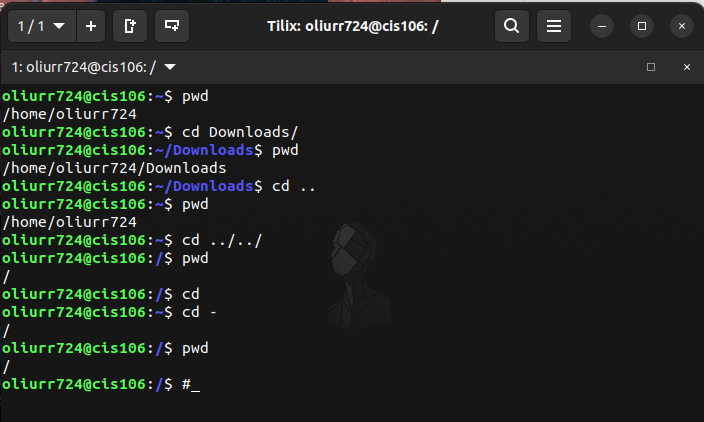 1 / 1
Tilix: oliurr724@cis106: /
1: oliurr724@cis106: /
oliurr724@cis106:~$ pwd
/home/oliurr724
oliurr724@cis106:~$ cd Downloads/
oliurr724@cis106:~/Downloads$ pwd
/home/oliurr724/Downloads
oliurr724@cis106:~/Downloads$ cd ..
oliurr724@cis106:~$ pwd
/home/oliurr724
oliurr724@cis106:~$ cd ../../
oliurr724@cis106:/$ pwd
/
oliurr724@cis106:/$ cd
oliurr724@cis106:~$ cd -
/
oliurr724@cis106:/$ pwd
/
oliurr724@cis106:/$ #_